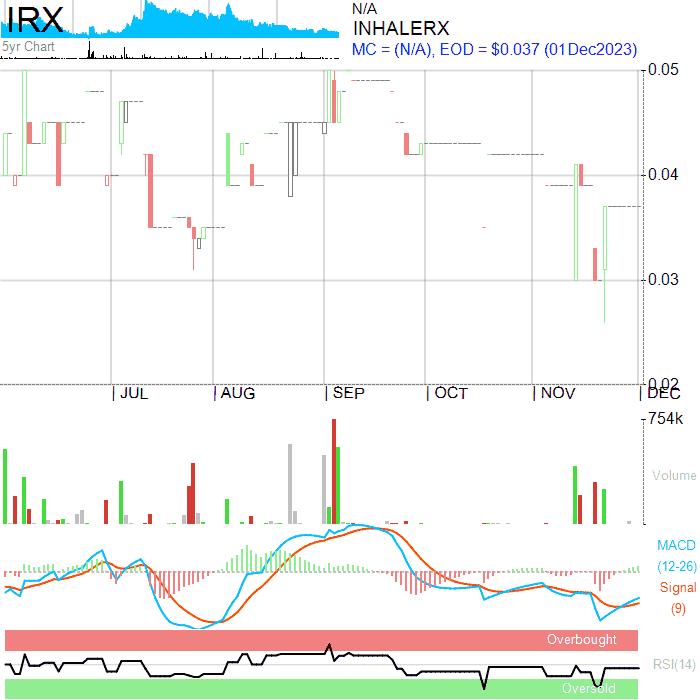 IRX
N/A
INHALERX
5yr Chart
MC = (N/A), EOD = $0.037 (01Dec2023)
0.05
0.04
0.03
0.02
JUL AUG SEP OCT NOV DEC
754k
Volume
MACD
(12-26)
Signal
(9)
Overbought
RSI(14)
Oversold